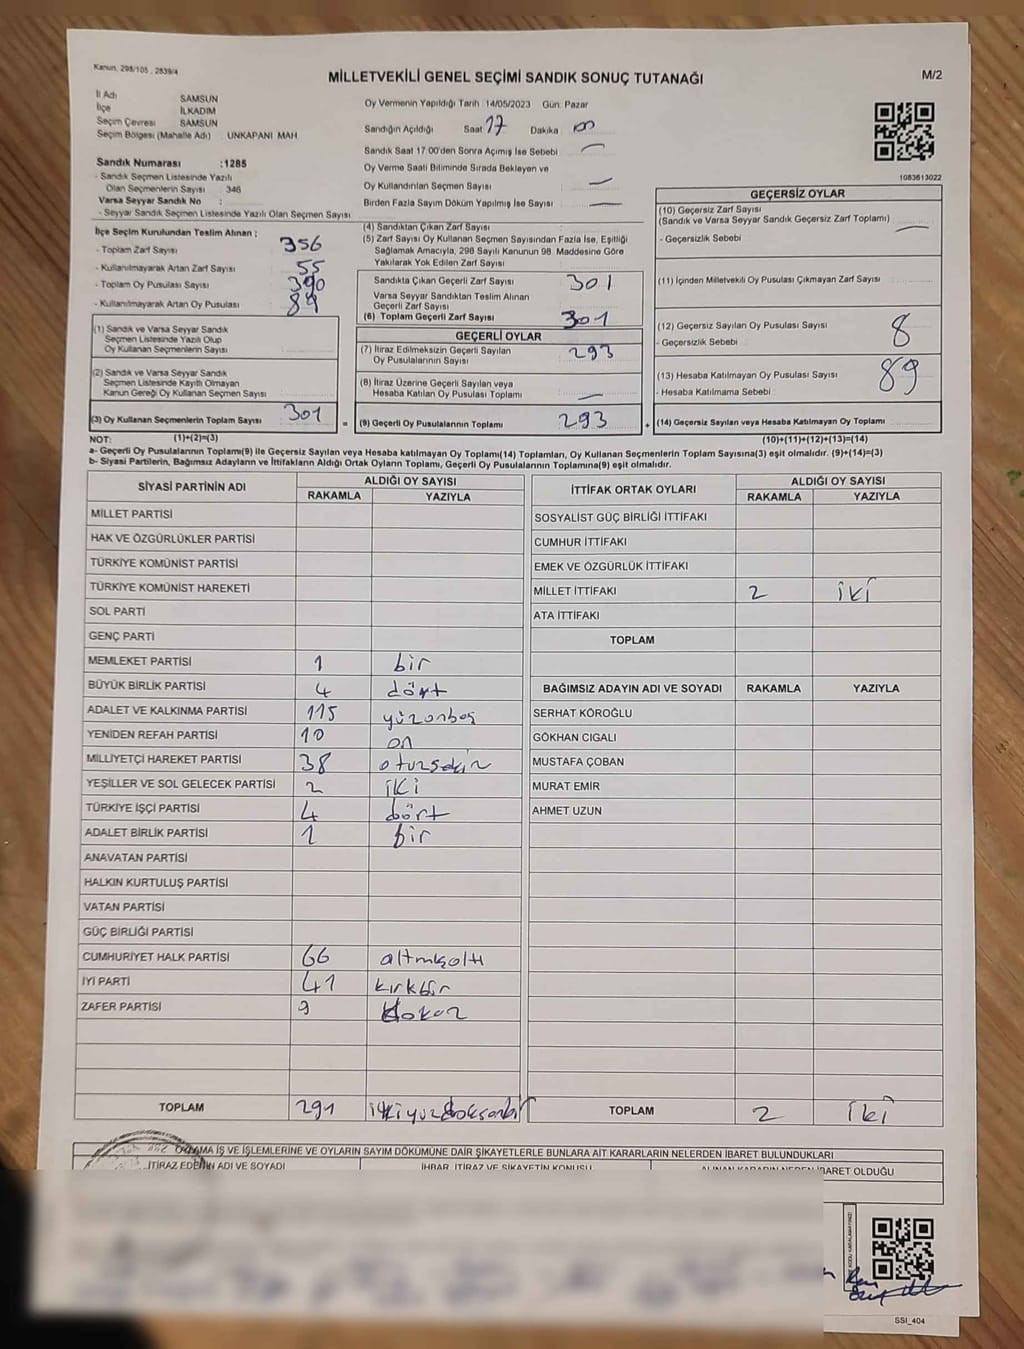 Kanun, 298/105 , 2839/4
MİLLETVEKİLİ GENEL SEÇİMİ SANDIK SONUÇ TUTANAĞI
M/2
İl Adı SAMSUN
İlçe İLKADIM
Seçim Çevresi SAMSUN
Seçim Bölgesi (Mahalle Adı) UNKAPANI MAH
Sandık Numarası :1285
- Sandık Seçmen Listesinde Yazılı
Olan Seçmenlerin Sayısı 346
Varsa Seyyar Sandık No :
- Seyyar Sandık Seçmen Listesinde Yazılı Olan Seçmen Sayısı
Oy Vermenin Yapıldığı Tarih :14/05/2023 Gün: Pazar
Sandığın Açıldığı Saat 17 Dakika
Sandık Saat 17:00'den Sonra Açımış İse Sebebi
Oy Verme Saati Bitiminde Sırada Bekleyen ve
Oy Kullandırılan Seçmen Sayısı
Birden Fazla Sayım Döküm Yapılmış İse Sayısı
1083613022
İlçe Seçim Kurulundan Teslim Alınan ;
- Toplam Zarf Sayısı 356
- Kullanılmayarak Artan Zarf Sayısı 55
- Toplam Oy Pusulası 390
- Kullanılmayarak Artan Oy Pusulası 89
(1) Sandık ve Varsa Seyyar Sandık
Seçmen Listesinde Yazılı Olup
Oy Kullanan Seçmenlerin Sayısı
(2) Sandık ve Varsa Seyyar Sandık
Seçmen Listesinde Kayıtlı Olmayan
Kanun Gereği Oy Kullanan Seçmen Sayısı
(3) Oy Kullanan Seçmenlerin Toplam Sayısı 301
(1)+(2)=(3)
(4) Sandıktan Çıkan Zarf Sayısı
(5) Zarf Sayısı Oy Kullanan Seçmen Sayısından Fazla İse, Eşitliği
Sağlamak Amacıyla, 298 Sayılı Kanunun 98. Maddesine Göre
Yakılarak Yok Edilen Zarf Sayısı
Sandıkta Çıkan Geçerli Zarf Sayısı 301
Varsa Seyyar Sandıktan Teslim Alınan
Geçerli Zarf Sayısı
(6) Toplam Geçerli Zarf Sayısı 301
GEÇERLİ OYLAR
(7) İtiraz Edilmeksizin Geçerli Sayılan
Oy Pusulalarının Sayısı 293
(8) İtiraz Üzerine Geçerli Sayılan veya
Hesaba Katılan Oy Pusulası Toplamı
= (9) Geçerli Oy Pusulalarının Toplamı 293 +
GEÇERSİZ OYLAR
(10) Geçersiz Zarf Sayısı
(Sandık ve Varsa Seyyar Sandık Geçersiz Zarf Toplamı)
- Geçersizlik Sebebi
(11) İçinden Milletvekili Oy Pusulası Çıkmayan Zarf Sayısı
(12) Geçersiz Sayılan Oy Pusulası Sayısı 8
- Geçersizlik Sebebi
(13) Hesaba Katılmayan Oy Pusulası Sayısı 89
- Hesaba Katılmama Sebebi
(14) Geçersiz Sayılan veya Hesaba Katılmayan Oy Toplamı
(10)+(11)+(12)+(13)=(14)
NOT:
a- Geçerli Oy Pusulalarının Toplamı(9) ile Geçersiz Sayılan veya Hesaba katılmayan Oy Toplamı(14) Toplamları, Oy Kullanan Seçmenlerin Toplam Sayısına(3) eşit olmalıdır. (9)+(14)=(3)
b- Siyasi Partilerin, Bağımsız Adayların ve İttifakların Aldığı Ortak Oyların Toplamı, Geçerli Oy Pusulalarının Toplamına(9) eşit olmalıdır.
SİYASİ PARTİNİN ADI ALDIĞI OY SAYISI
RAKAMLA YAZIYLA
MİLLET PARTİSİ
HAK VE ÖZGÜRLÜKLER PARTİSİ
TÜRKİYE KOMÜNİST PARTİSİ
TÜRKİYE KOMÜNİST HAREKETİ
SOL PARTİ
GENÇ PARTİ
MEMLEKET PARTİSİ 1 bir
BÜYÜK BİRLİK PARTİSİ 4 dört
ADALET VE KALKINMA PARTİSİ 115 yüzonbeş
YENİDEN REFAH PARTİSİ 10 on
MİLLİYETÇİ HAREKET PARTİSİ 38 otuzsekiz
YEŞİLLER VE SOL GELECEK PARTİSİ 2 iki
TÜRKİYE İŞÇİ PARTİSİ 4 dört
ADALET BİRLİK PARTİSİ 1 bir
ANAVATAN PARTİSİ
HALKIN KURTULUŞ PARTİSİ
VATAN PARTİSİ
GÜÇ BİRLİĞİ PARTİSİ
CUMHURİYET HALK PARTİSİ 66 altmışaltı
İYİ PARTİ 41 kırkbir
ZAFER PARTİSİ 9 dokuz
TOPLAM 291 ikiyüzdoksanbir
İTTİFAK ORTAK OYLARI ALDIĞI OY SAYISI
RAKAMLA YAZIYLA
SOSYALİST GÜÇ BİRLİĞİ İTTİFAKI
CUMHUR İTTİFAKI
EMEK VE ÖZGÜRLÜK İTTİFAKI
MİLLET İTTİFAKI 2 iki
ATA İTTİFAKI
TOPLAM
BAĞIMSIZ ADAYIN ADI VE SOYADI RAKAMLA YAZIYLA
SERHAT KÖROĞLU
GÖKHAN CIGALI
MUSTAFA ÇOBAN
MURAT EMİR
AHMET UZUN
TOPLAM 2 iki
OYLAMA İŞ VE İŞLEMLERİNE VE OYLARIN SAYIM DÖKÜMÜNE DAİR ŞİKAYETLERLE BUNLARA AİT KARARLARIN NELERDEN İBARET BULUNDUKLARI
İTİRAZ EDENİN ADI VE SOYADI İHBAR, İTİRAZ VE ŞİKAYETİN KONUSU ALINAN KARARIN NEDEN İBARET OLDUĞU
SSI_404